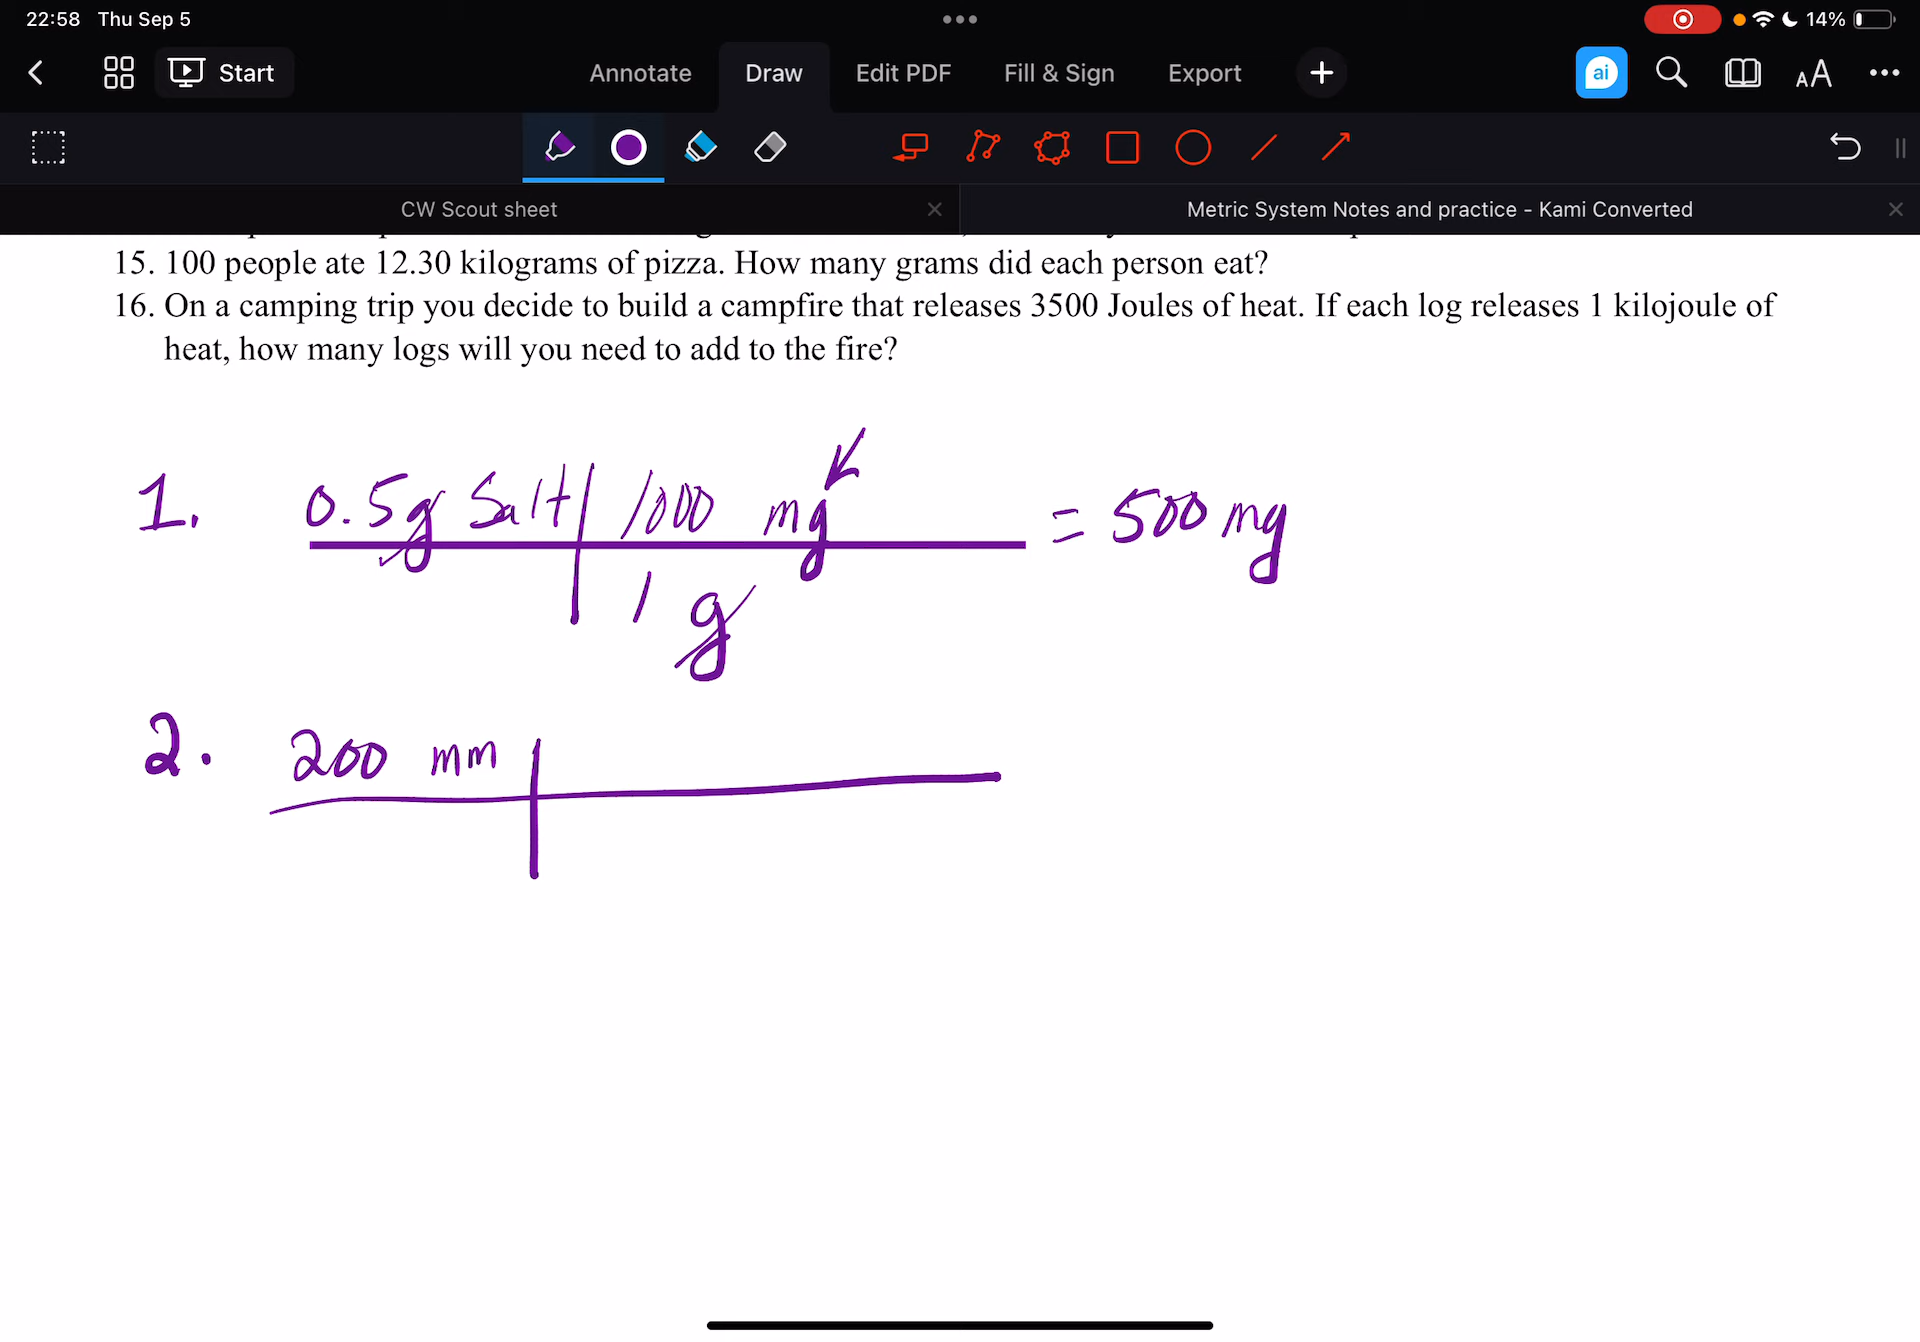 22:58 Thu Sep 5
14%
Start Annotate Draw Edit PDF Fill & Sign Export ai AA
CW Scout sheet
Metric System Notes and practice - Kami Converted
15. 100 people ate 12.30 kilograms of pizza. How many grams did each person eat?
16. On a camping trip you decide to build a campfire that releases 3500 Joules of heat. If each log releases 1 kilojoule of
heat, how many logs will you need to add to the fire?
1. 0.5g Salt 1000 mg = 500 mg
1 g
2. 200 mm